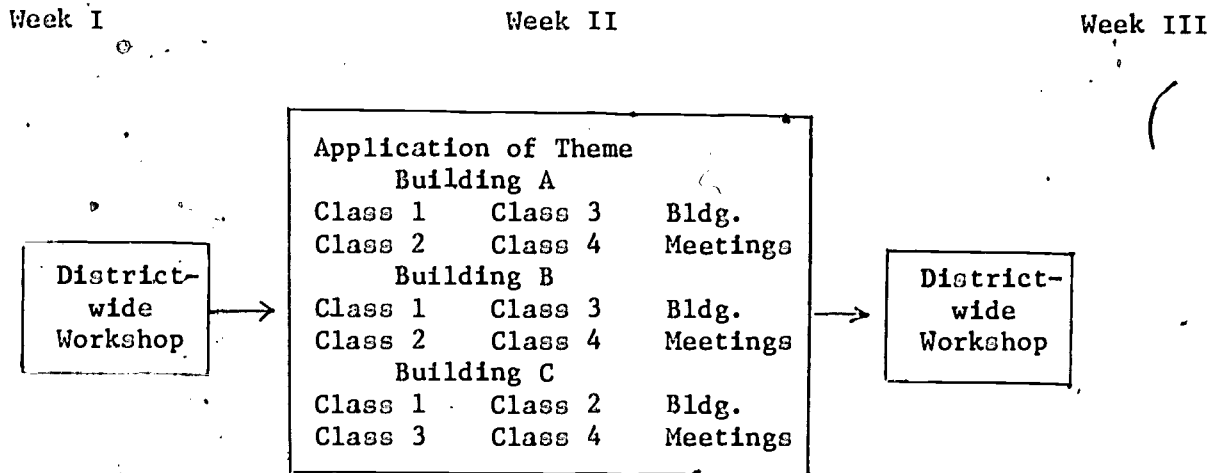 Week I Week II Week III
Application of Theme
Building A
Class 1 Class 3 Bldg.
Class 2 Class 4 Meetings
Building B
Class 1 Class 3 Bldg.
Class 2 Class 4 Meetings
Building C
Class 1 Class 2 Bldg.
Class 3 Class 4 Meetings
District-
wide
Workshop
District-
wide
Workshop